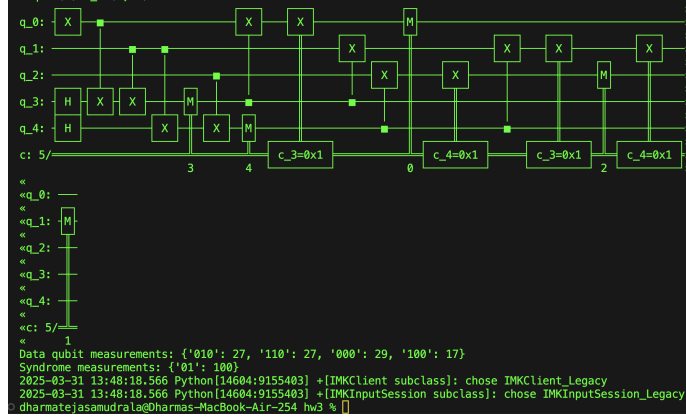 q_0: X X X M
q_1: X X X X
q_2: X X M
q_3: H X X M
q_4: H X X M
c: 5/ c_3=0x1 c_4=0x1 c_3=0x1 c_4=0x1
3 4 0 2
«
«q_0:
«
«q_1: M
«
«q_2:
«
«q_3:
«
«q_4:
«
«c: 5/
« 1
Data qubit measurements: {'010': 27, '110': 27, '000': 29, '100': 17}
Syndrome measurements: {'01': 100}
2025-03-31 13:48:18.566 Python[14604:9155403] +[IMKClient subclass]: chose IMKClient_Legacy
2025-03-31 13:48:18.566 Python[14604:9155403] +[IMKInputSession subclass]: chose IMKInputSession_Legacy
dharmatejasamudrala@Dharmas-MacBook-Air-254 hw3 %